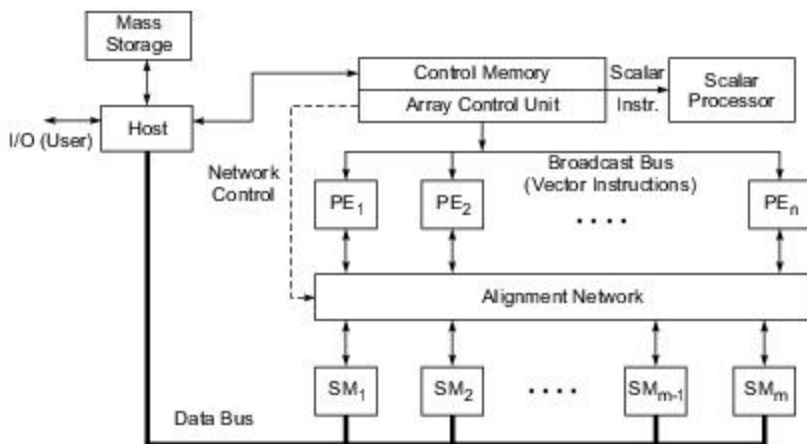 Mass
Storage
Control Memory
Scalar
Scalar
Processor
Array Control Unit
Instr.
Host
I/O (User)
Network
Control
Broadcast Bus
(Vector Instructions)
PE1
PE2
. . . .
PEn
Alignment Network
SM1
SM2
. . . .
SMm-1
SMm
Data Bus